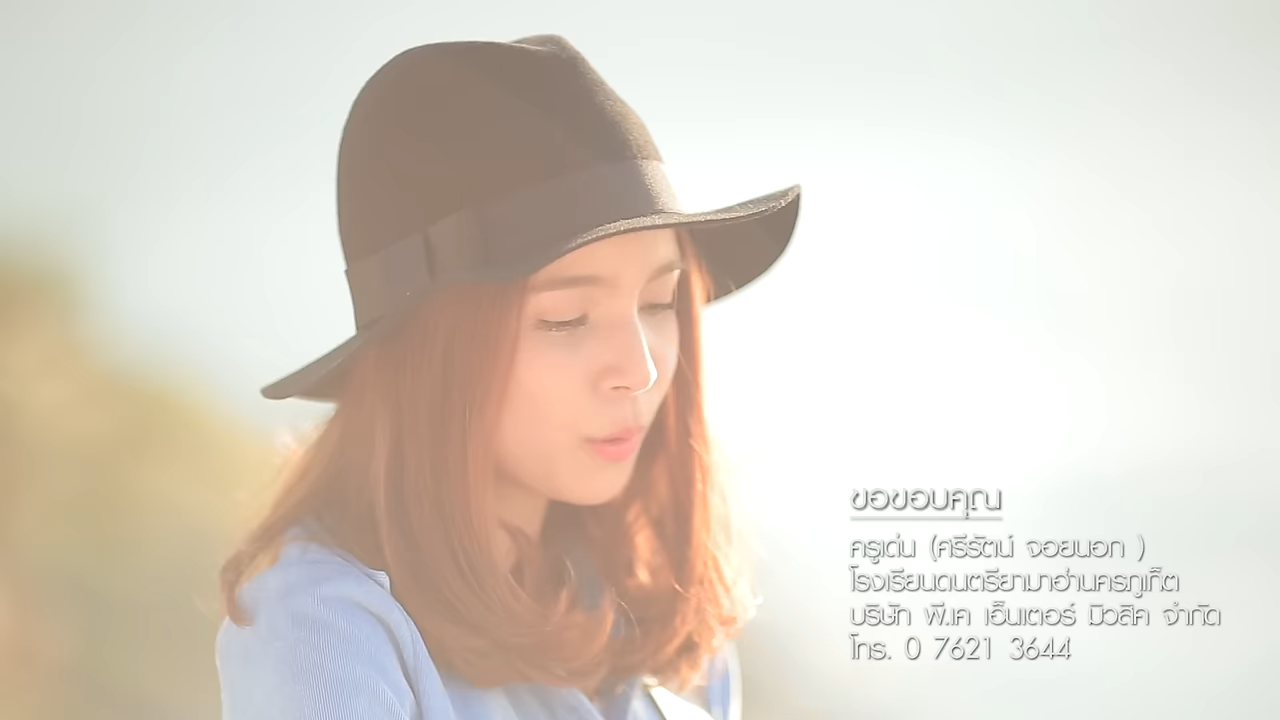 ขอขอบคุณ
ครูเด่น (ศรีรัตน์ จอยนอก )
โรงเรียนดนตรียามาฮ่านครภูเก็ต
บริษัท พี.เค เอ็นเตอร์ มิวสิค จำกัด
โทร. 0 7621 3644